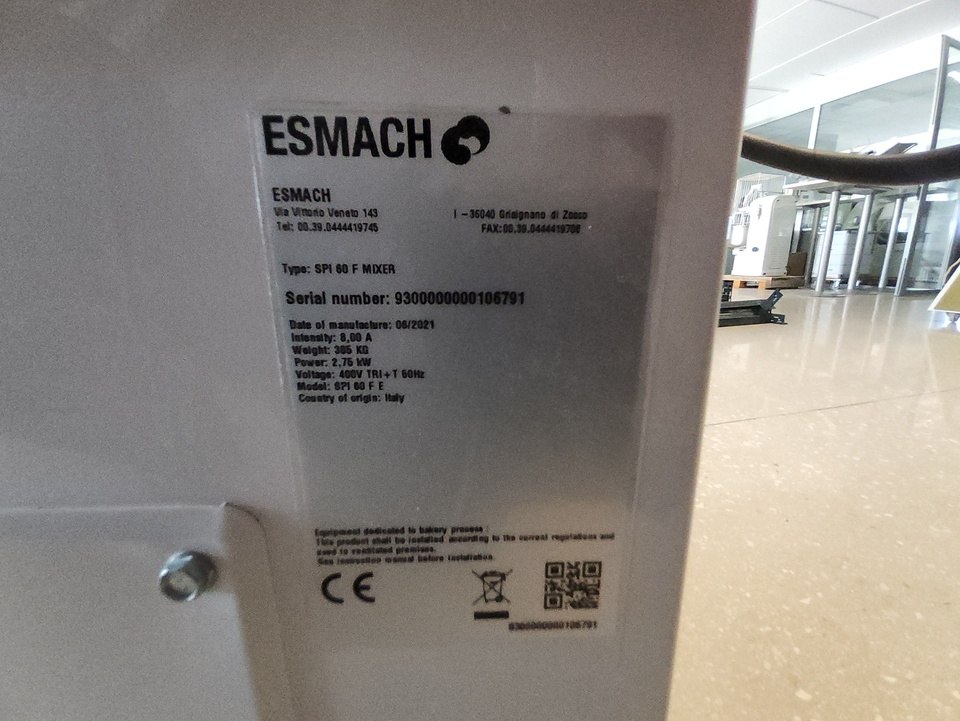 ESMACH
ESMACH
Via Vittorio Veneto 143 I - 36040 Grisignano di Zocco
Tel: 00.39.0444419745 FAX:00.39.0444419708
Type: SPI 60 F MIXER
Serial number: 9300000000106791
Date of manufacture: 06/2021
Intensity: 8,00 A
Weight: 385 KG
Power: 2,75 kW
Voltage: 400V TRI+T 50Hz
Model: SPI 60 F E
Country of origin: Italy
Equipment dedicated to bakery process :
This product shall be installed according to the current regulations and
used in ventilated premises.
See instruction manual before installation.
CE
9300000000106791